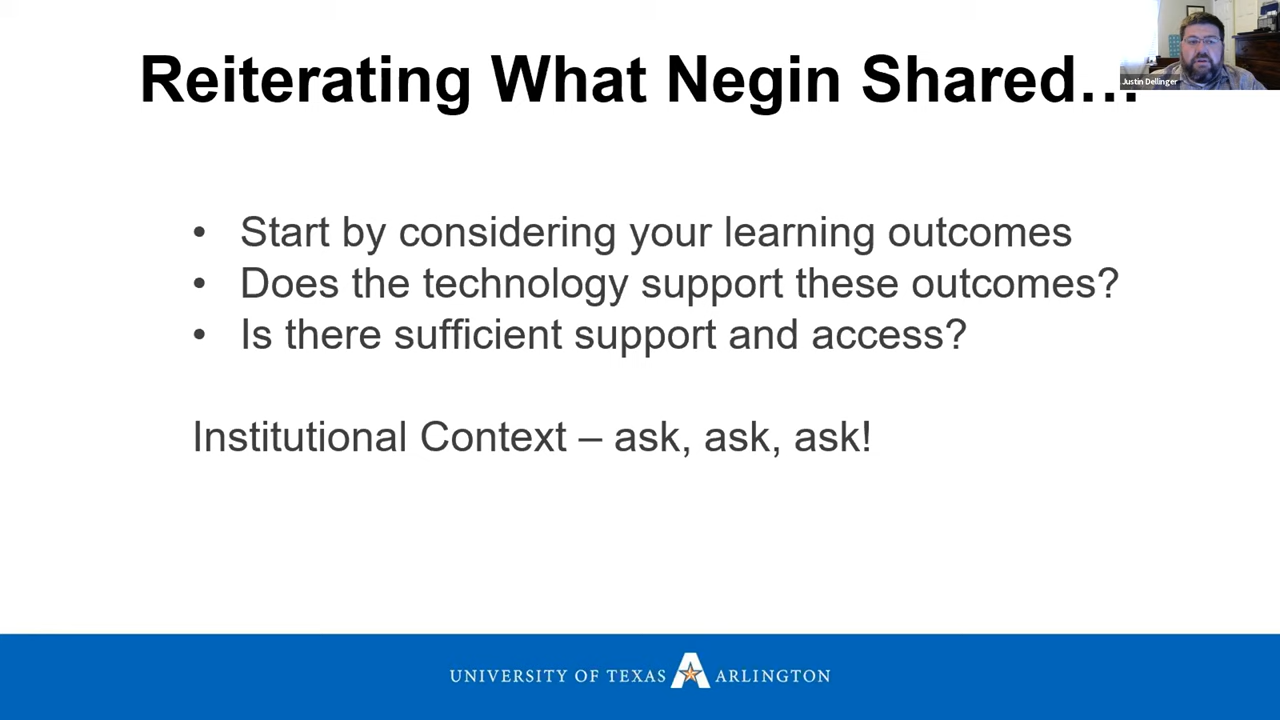 Reiterating What Negin Shared...
Justin Dellinger
• Start by considering your learning outcomes
• Does the technology support these outcomes?
• Is there sufficient support and access?
Institutional Context – ask, ask, ask!
UNIVERSITY OF TEXAS A ARLINGTON